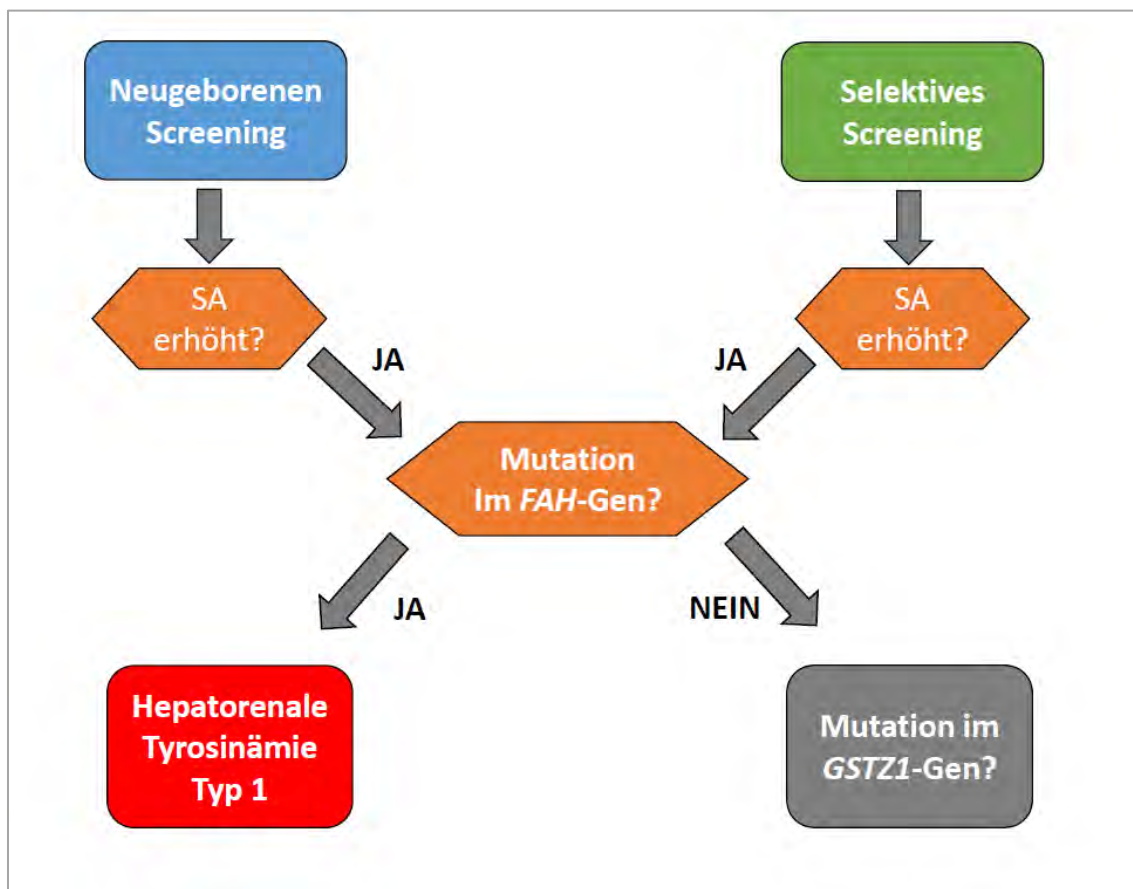 Neugeborenen
Screening
Selektives
Screening
SA
erhöht?
SA
erhöht?
JA
JA
Mutation
Im FAH-Gen?
JA
NEIN
Hepatorenale
Tyrosinämie
Typ 1
Mutation im
GSTZ1-Gen?